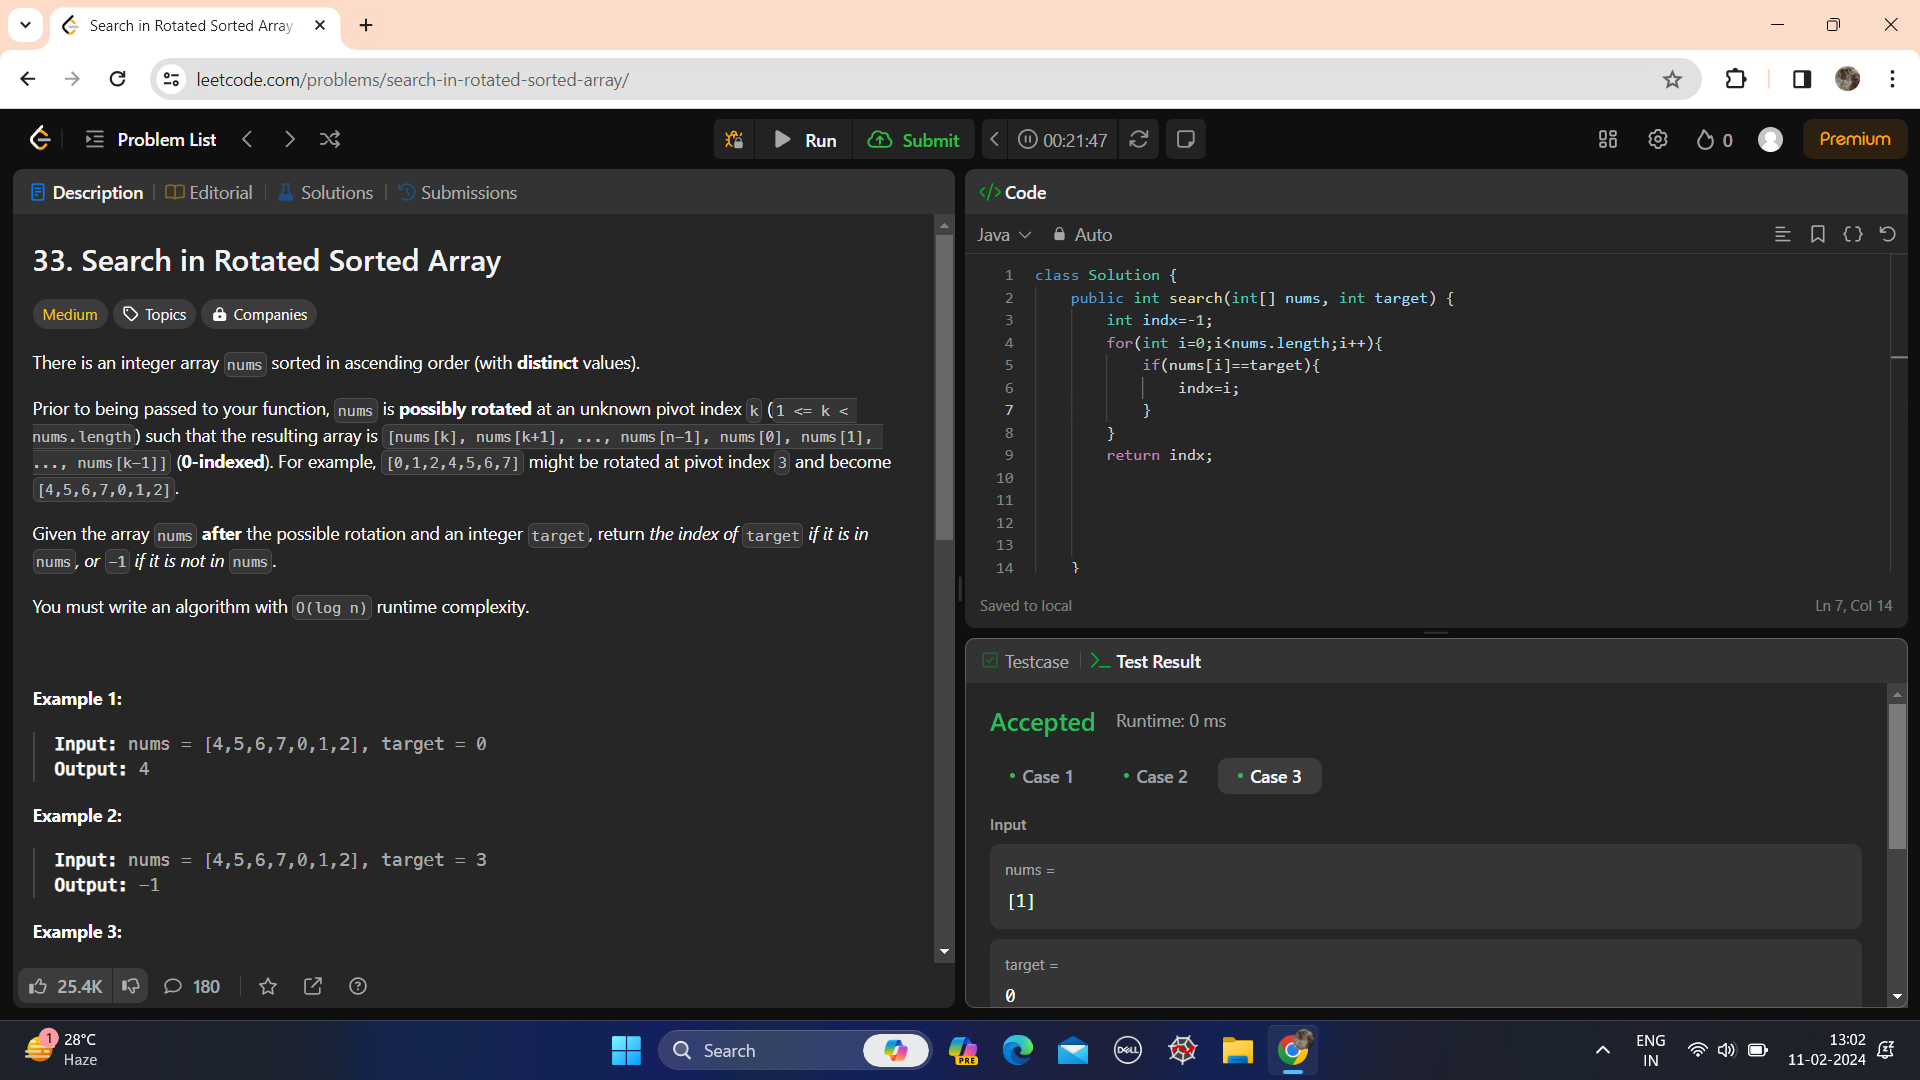 Search in Rotated Sorted Array
leetcode.com/problems/search-in-rotated-sorted-array/
Problem List
Run
Submit
00:21:47
0
Premium
Description
Editorial
Solutions
Submissions
33. Search in Rotated Sorted Array
Medium
Topics
Companies
There is an integer array nums sorted in ascending order (with distinct values).
Prior to being passed to your function, nums is possibly rotated at an unknown pivot index k (1 <= k <
nums.length) such that the resulting array is [nums[k], nums[k+1], ..., nums[n-1], nums[0], nums[1],
..., nums[k-1]] (0-indexed). For example, [0,1,2,4,5,6,7] might be rotated at pivot index 3 and become
[4,5,6,7,0,1,2].
Given the array nums after the possible rotation and an integer target, return the index of target if it is in
nums, or -1 if it is not in nums.
You must write an algorithm with O(log n) runtime complexity.
Example 1:
Input: nums = [4,5,6,7,0,1,2], target = 0
Output: 4
Example 2:
Input: nums = [4,5,6,7,0,1,2], target = 3
Output: -1
Example 3:
25.4K
180
</> Code
Java
Auto
1 class Solution {
2 public int search(int[] nums, int target) {
3 int indx=-1;
4 for(int i=0;i<nums.length;i++){
5 if(nums[i]==target){
6 indx=i;
7 }
8 }
9 return indx;
10
11
12
13
14 }
Saved to local
Ln 7, Col 14
Testcase
Test Result
Accepted
Runtime: 0 ms
Case 1
Case 2
Case 3
Input
nums =
[1]
target =
0
1
28°C
Haze
Search
PRE
DELL
ENG
IN
13:02
11-02-2024